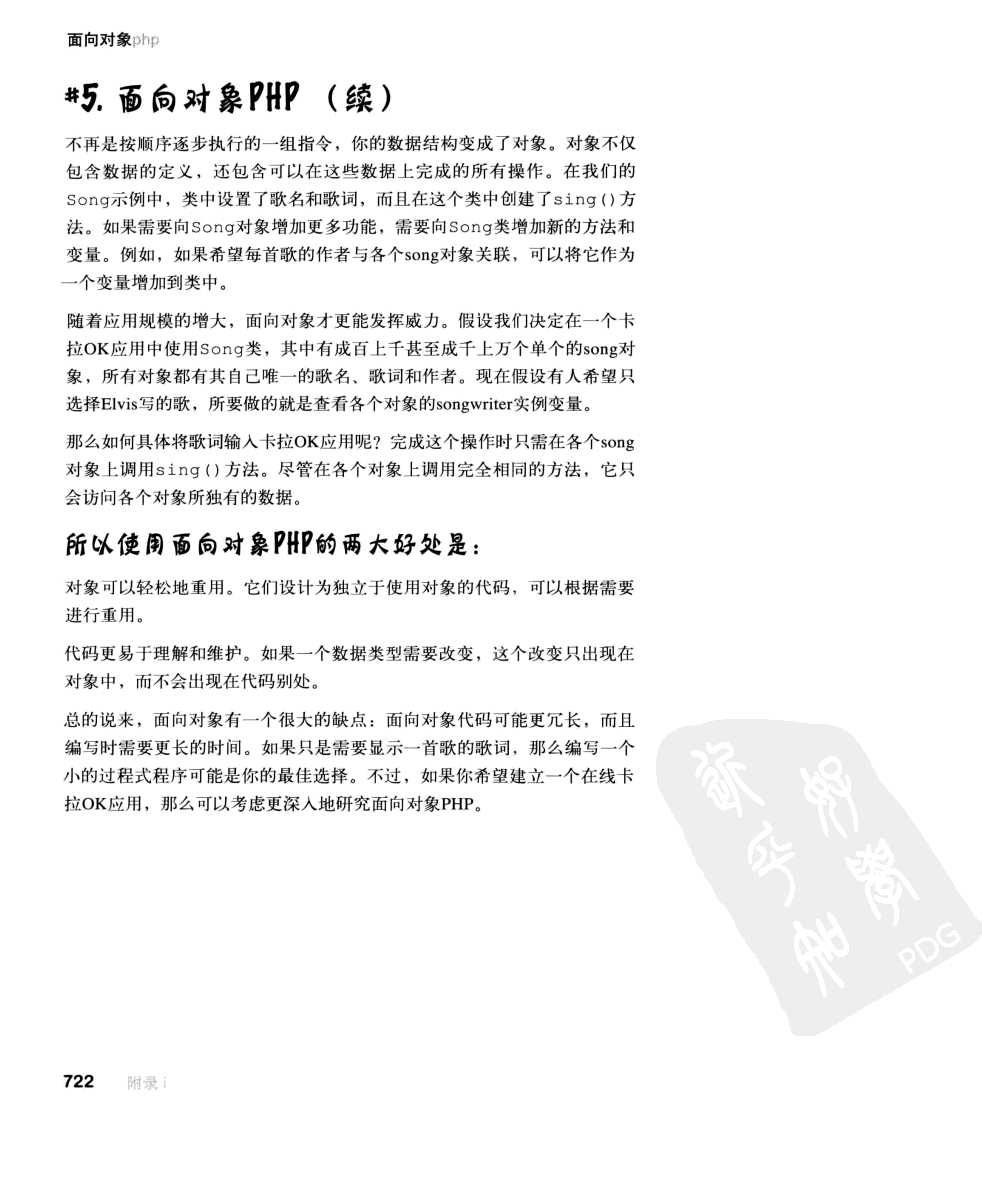 面向对象php
#5. 面向对象PHP （续）
不再是按顺序逐步执行的一组指令，你的数据结构变成了对象。对象不仅
包含数据的定义，还包含可以在这些数据上完成的所有操作。在我们的
Song示例中，类中设置了歌名和歌词，而且在这个类中创建了sing()方
法。如果需要向Song对象增加更多功能，需要向Song类增加新的方法和
变量。例如，如果希望每首歌的作者与各个song对象关联，可以将它作为
一个变量增加到类中。
随着应用规模的增大，面向对象才更能发挥威力。假设我们决定在一个卡
拉OK应用中使用Song类，其中有成百上千甚至成千上万个单个的song对
象，所有对象都有其自己唯一的歌名、歌词和作者。现在假设有人希望只
选择Elvis写的歌，所要做的就是查看各个对象的songwriter实例变量。
那么如何具体将歌词输入卡拉OK应用呢？完成这个操作时只需在各个song
对象上调用sing()方法。尽管在各个对象上调用完全相同的方法，它只
会访问各个对象所独有的数据。
所以使用面向对象PHP的两大好处是：
对象可以轻松地重用。它们设计为独立于使用对象的代码，可以根据需要
进行重用。
代码更易于理解和维护。如果一个数据类型需要改变，这个改变只出现在
对象中，而不会出现在代码别处。
总的说来，面向对象有一个很大的缺点：面向对象代码可能更冗长，而且
编写时需要更长的时间。如果只是需要显示一首歌的歌词，那么编写一个
小的过程式程序可能是你的最佳选择。不过，如果你希望建立一个在线卡
拉OK应用，那么可以考虑更深入地研究面向对象PHP。
PDG
722 附录 i